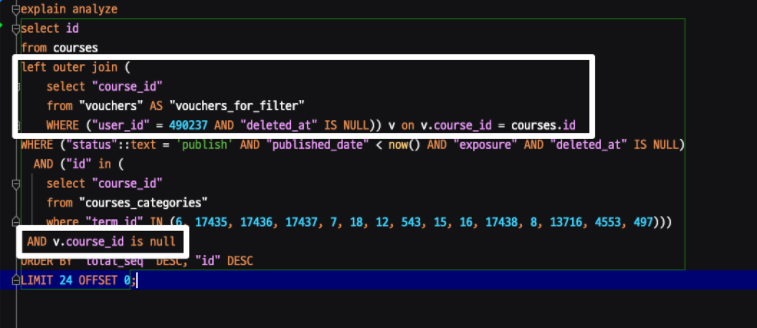 explain analyze
select id
from courses
left outer join (
select "course_id"
from "vouchers" AS "vouchers_for_filter"
WHERE ("user_id" = 490237 AND "deleted_at" IS NULL)) v on v.course_id = courses.id
WHERE ("status"::text = 'publish' AND "published_date" < now() AND "exposure" AND "deleted_at" IS NULL)
AND ("id" in (
select "course_id"
from "courses_categories"
where "term_id" IN (6, 17435, 17436, 17437, 7, 18, 12, 543, 15, 16, 17438, 8, 13716, 4553, 497)))
AND v.course_id is null
ORDER BY "total_seq" DESC, "id" DESC
LIMIT 24 OFFSET 0;